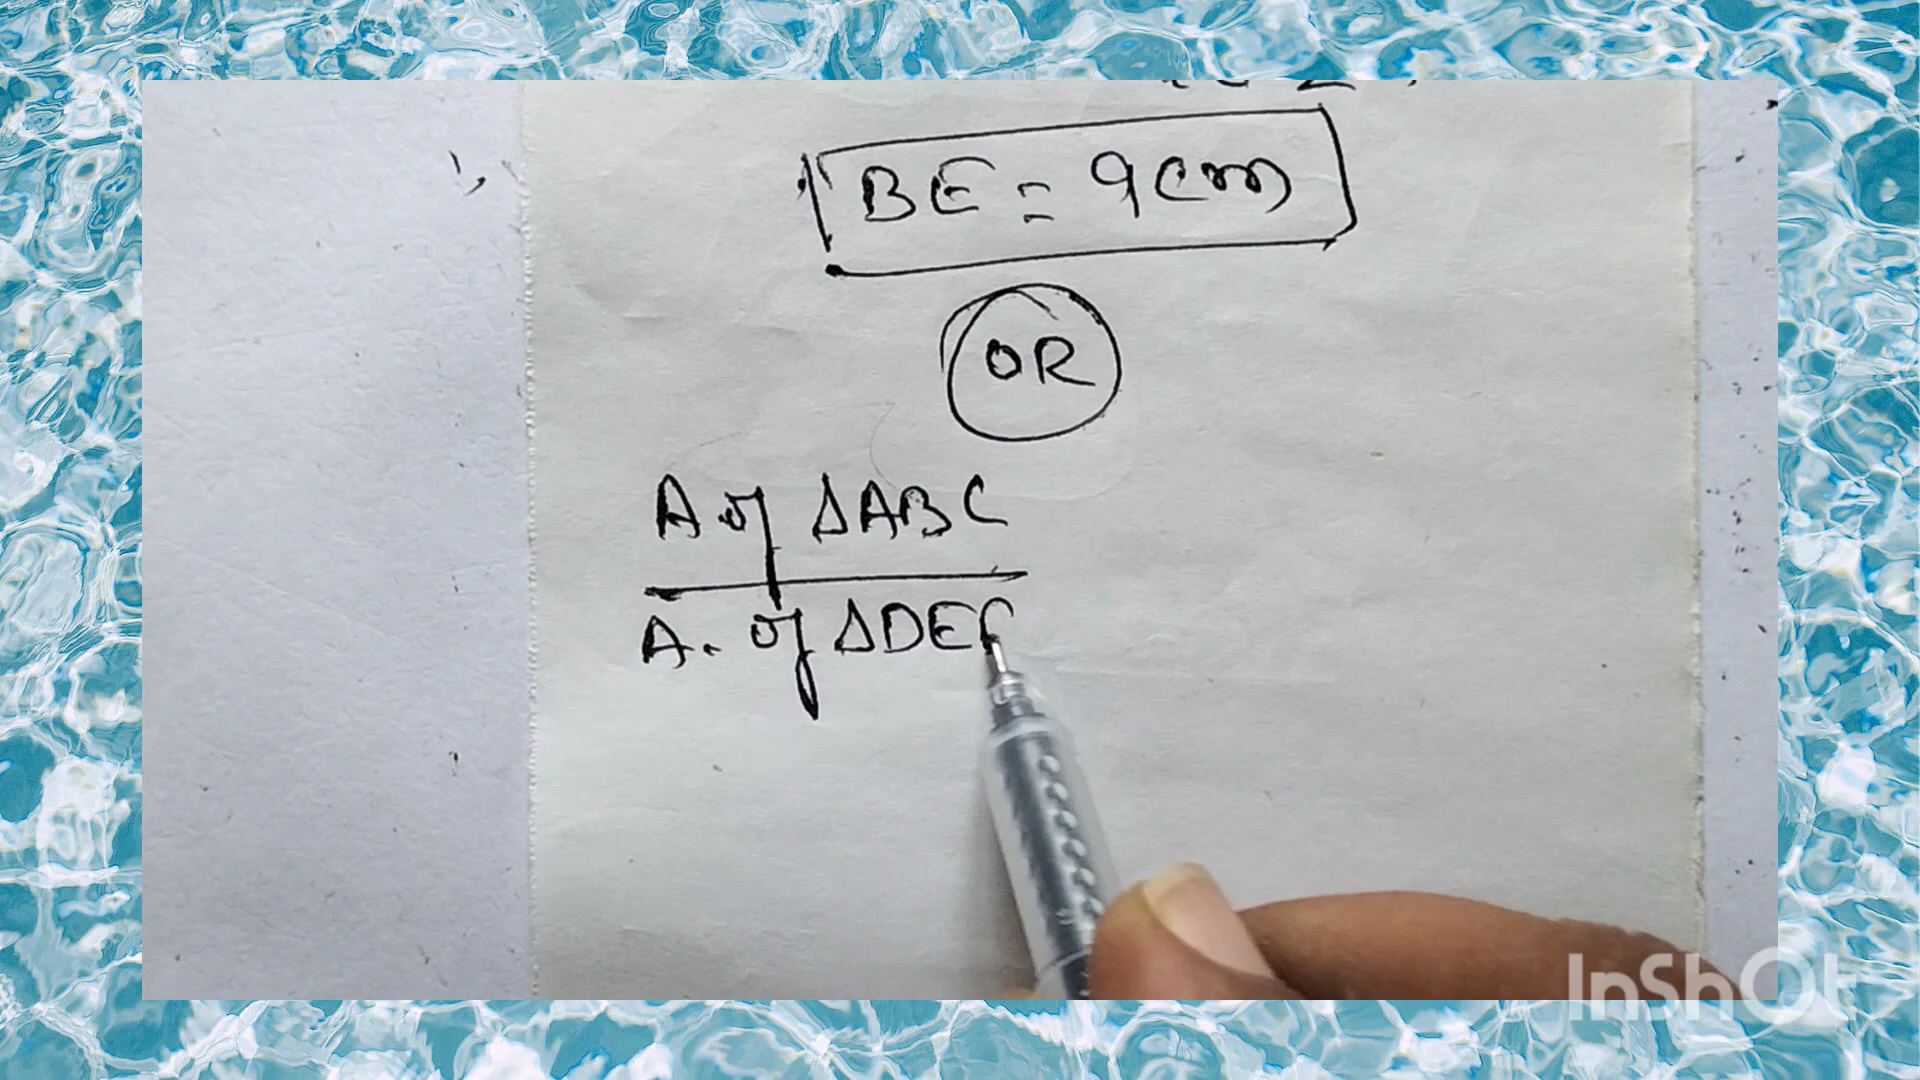 BE = 9cm
OR
A of ΔABC
A. of ΔDEF
InShOt